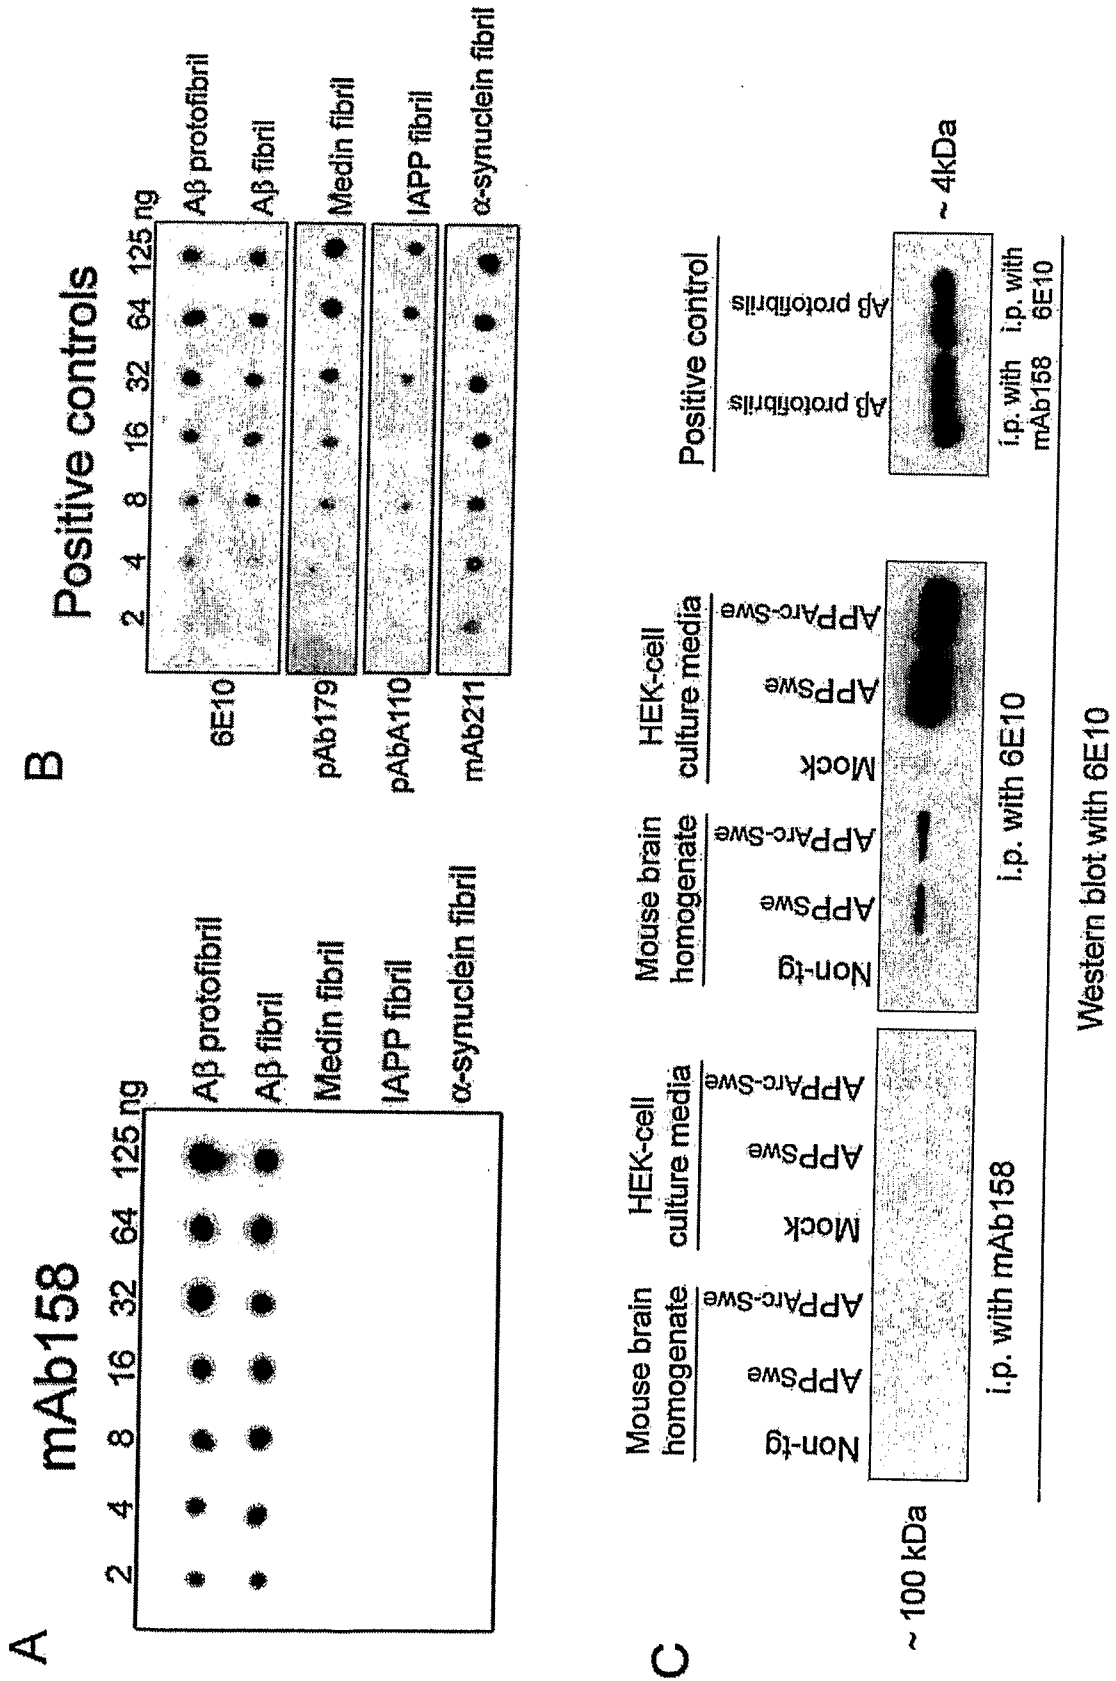 A
mAb158
2 4 8 16 32 64 125 ng
Aβ protofibril
Aβ fibril
Medin fibril
IAPP fibril
α-synuclein fibril
B
Positive controls
2 4 8 16 32 64 125 ng
6E10
Aβ protofibril
Aβ fibril
pAb179
Medin fibril
pAbA110
IAPP fibril
mAb211
α-synuclein fibril
C
Mouse brain
homogenate
HEK-cell
culture media
Non-tg
APPSwe
APPArc-Swe
Mock
APPSwe
APPArc-Swe
~ 100 kDa
i.p. with mAb158
Mouse brain
homogenate
HEK-cell
culture media
Non-tg
APPSwe
APPArc-Swe
Mock
APPSwe
APPArc-Swe
i.p. with 6E10
Positive control
Aβ protofibrils
Aβ protofibrils
~ 4kDa
i.p. with
mAb158
i.p. with
6E10
Western blot with 6E10